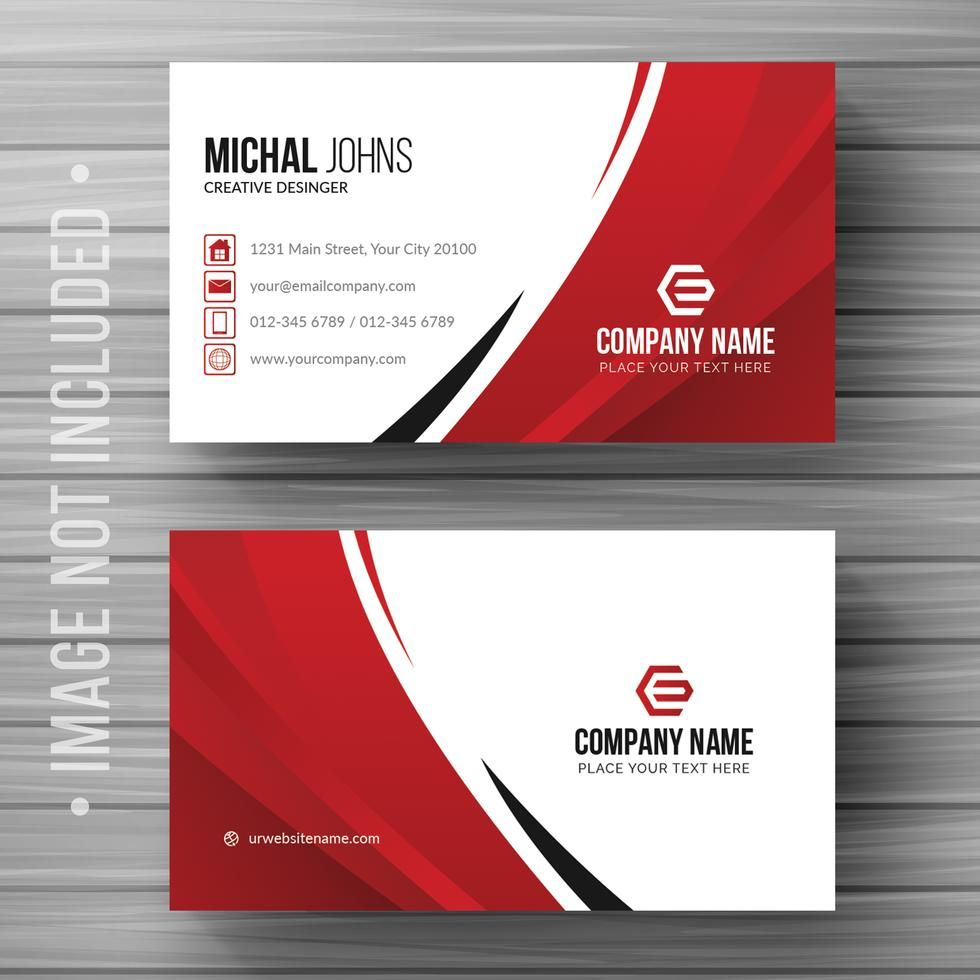 MICHAL JOHNS
CREATIVE DESINGER
1231 Main Street, Your City 20100
your@emailcompany.com
012-345 6789 / 012-345 6789
www.yourcompany.com
COMPANY NAME
PLACE YOUR TEXT HERE
• IMAGE NOT INCLUDED •
COMPANY NAME
PLACE YOUR TEXT HERE
urwebsitename.com